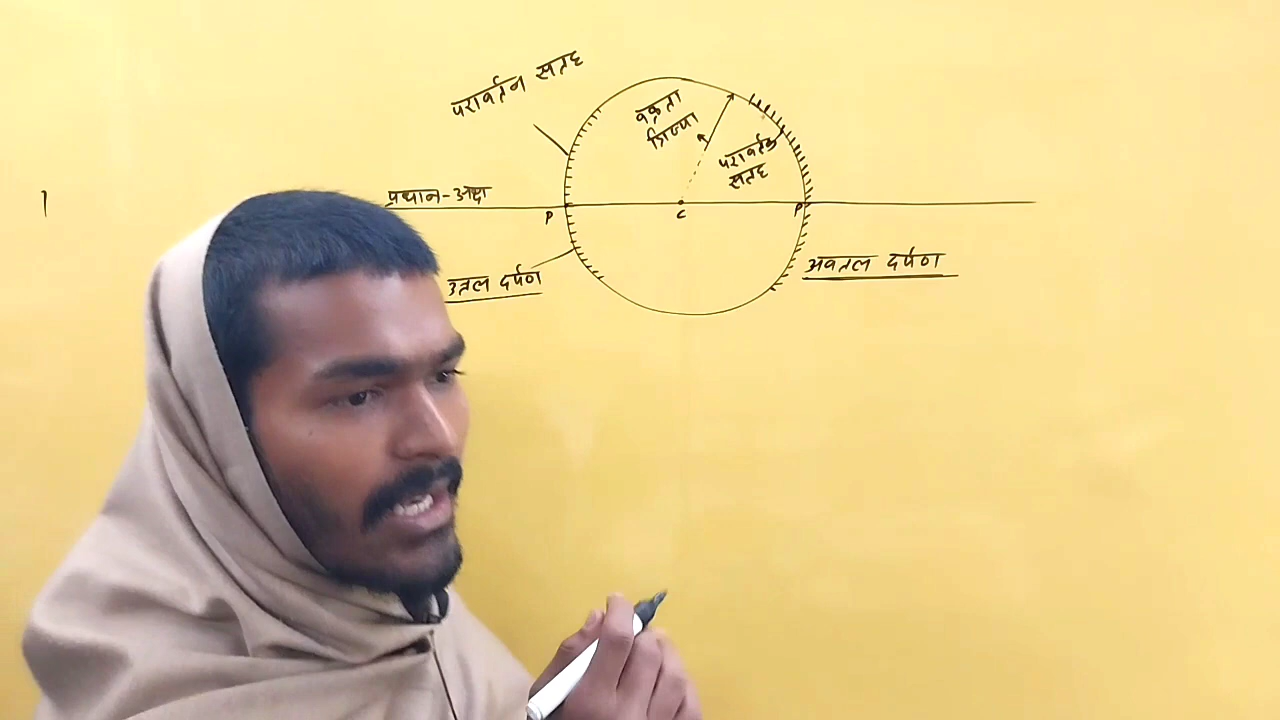 परावर्तन सतह
वक्रता
त्रिज्या
परावर्तक
सतह
प्रधान-अक्ष
P
C
P
उत्तल दर्पण
अवतल दर्पण